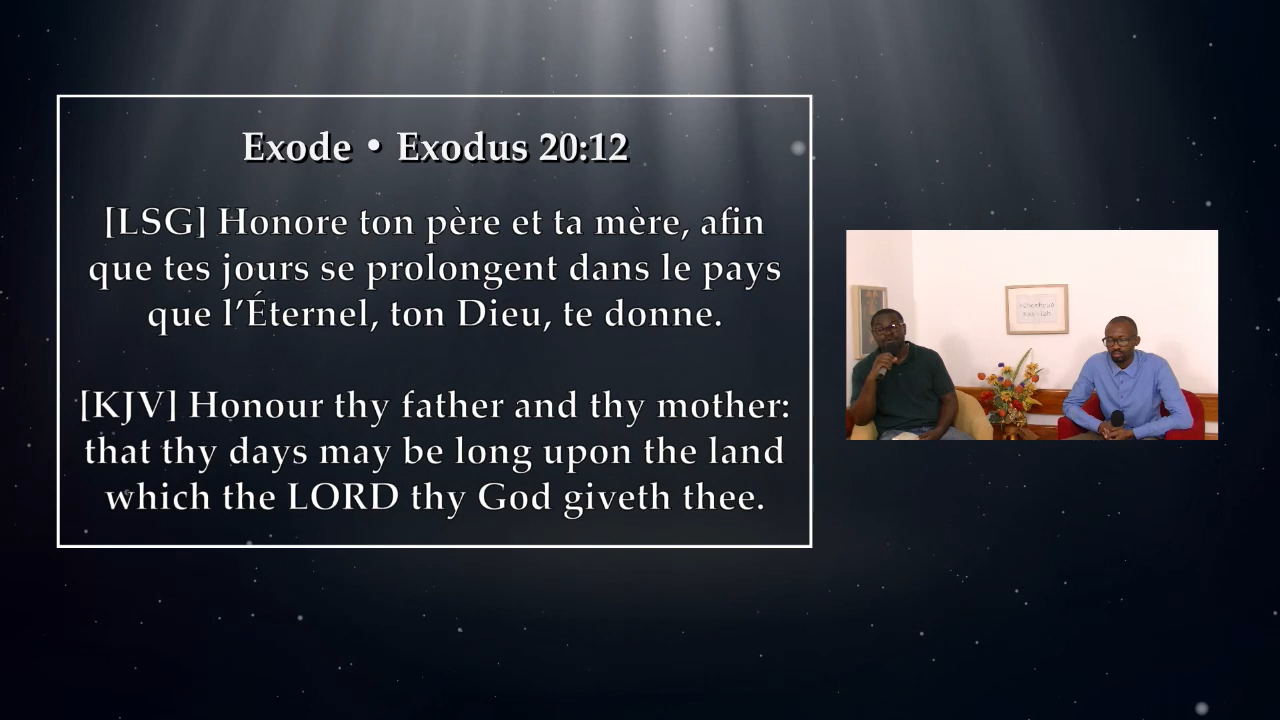 Exode • Exodus 20:12
[LSG] Honore ton père et ta mère, afin
que tes jours se prolongent dans le pays
que l’Éternel, ton Dieu, te donne.
[KJV] Honour thy father and thy mother:
that thy days may be long upon the land
which the LORD thy God giveth thee.